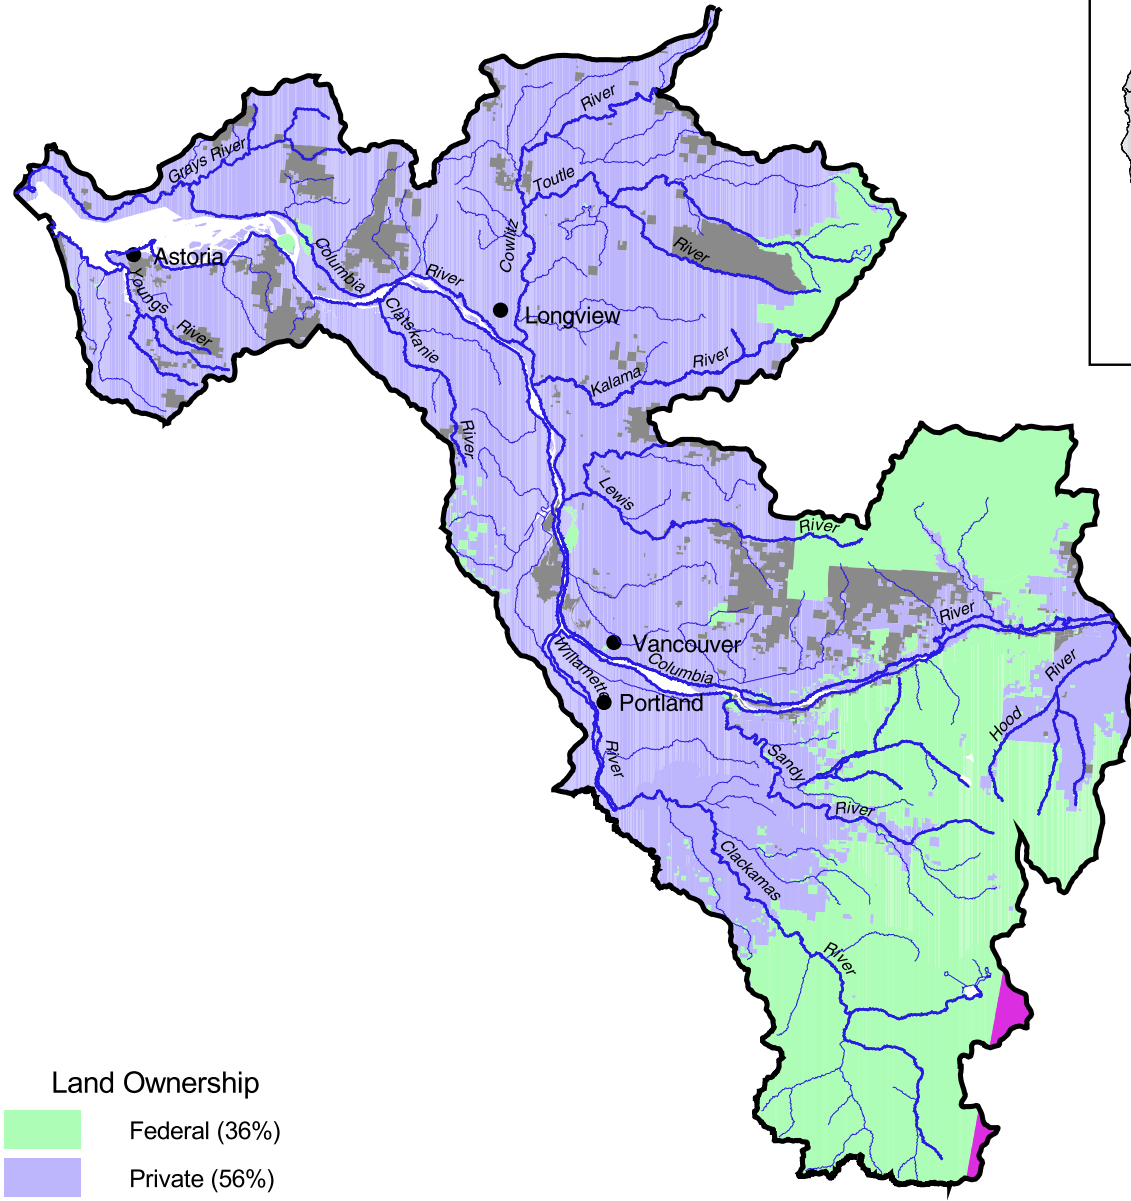 River
Grays River
Toutle
Cowlitz
River
Astoria
Columbia
River
Youngs
River
Clatskanie
Longview
River
Kalama
River
Lewis
River
River
Vancouver
Columbia
Willamette
Portland
River
River
Hood
Sandy
River
Clackamas
River
Land Ownership
Federal (36%)
Private (56%)